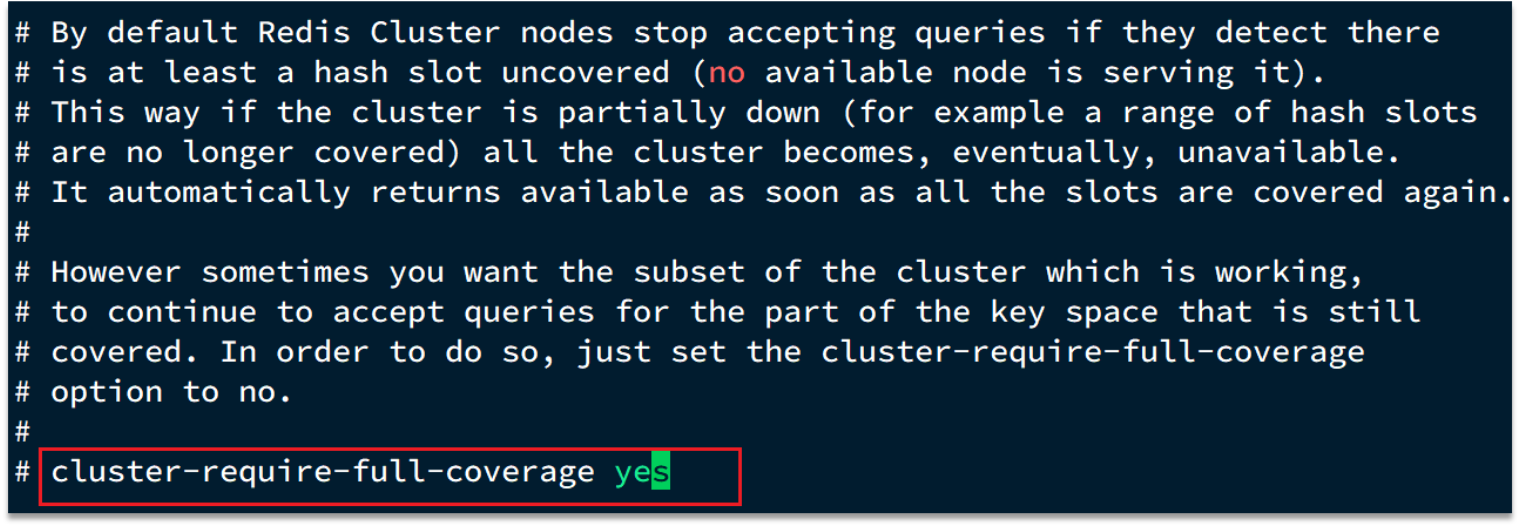 # By default Redis Cluster nodes stop accepting queries if they detect there
# is at least a hash slot uncovered (no available node is serving it).
# This way if the cluster is partially down (for example a range of hash slots
# are no longer covered) all the cluster becomes, eventually, unavailable.
# It automatically returns available as soon as all the slots are covered again.
#
# However sometimes you want the subset of the cluster which is working,
# to continue to accept queries for the part of the key space that is still
# covered. In order to do so, just set the cluster-require-full-coverage
# option to no.
#
# cluster-require-full-coverage yes